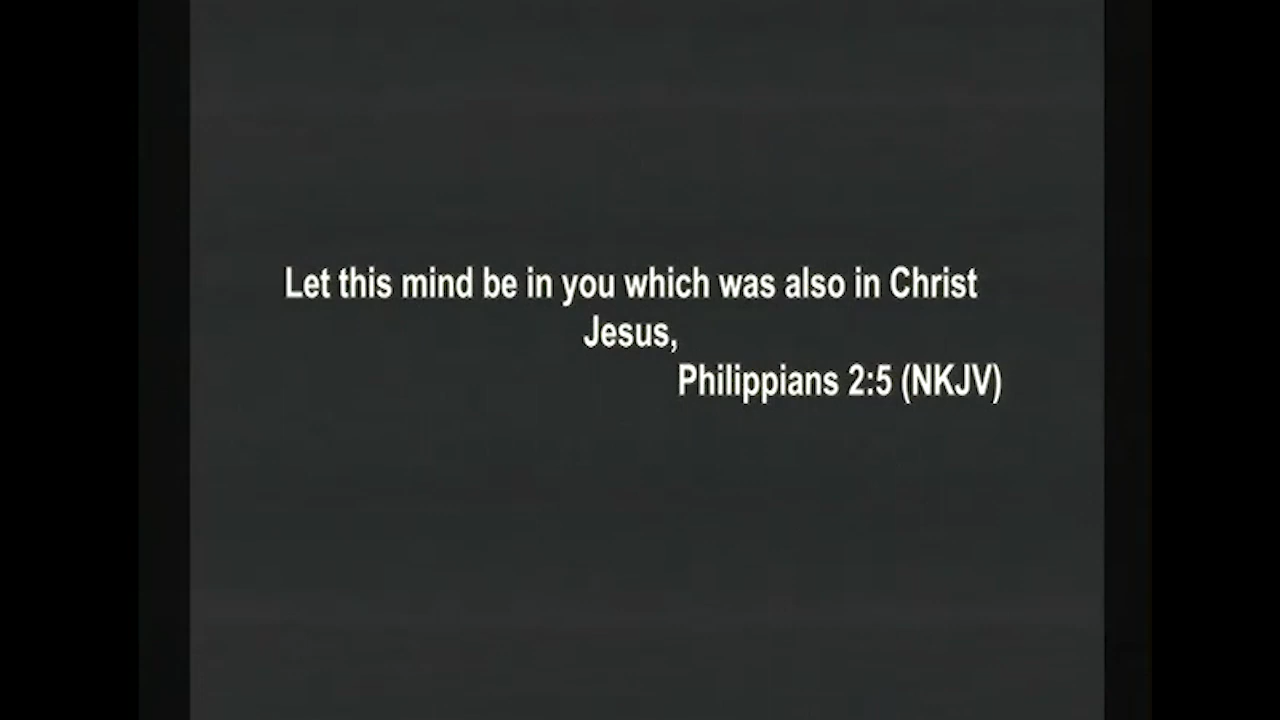 Let this mind be in you which was also in Christ
Jesus,
Philippians 2:5 (NKJV)